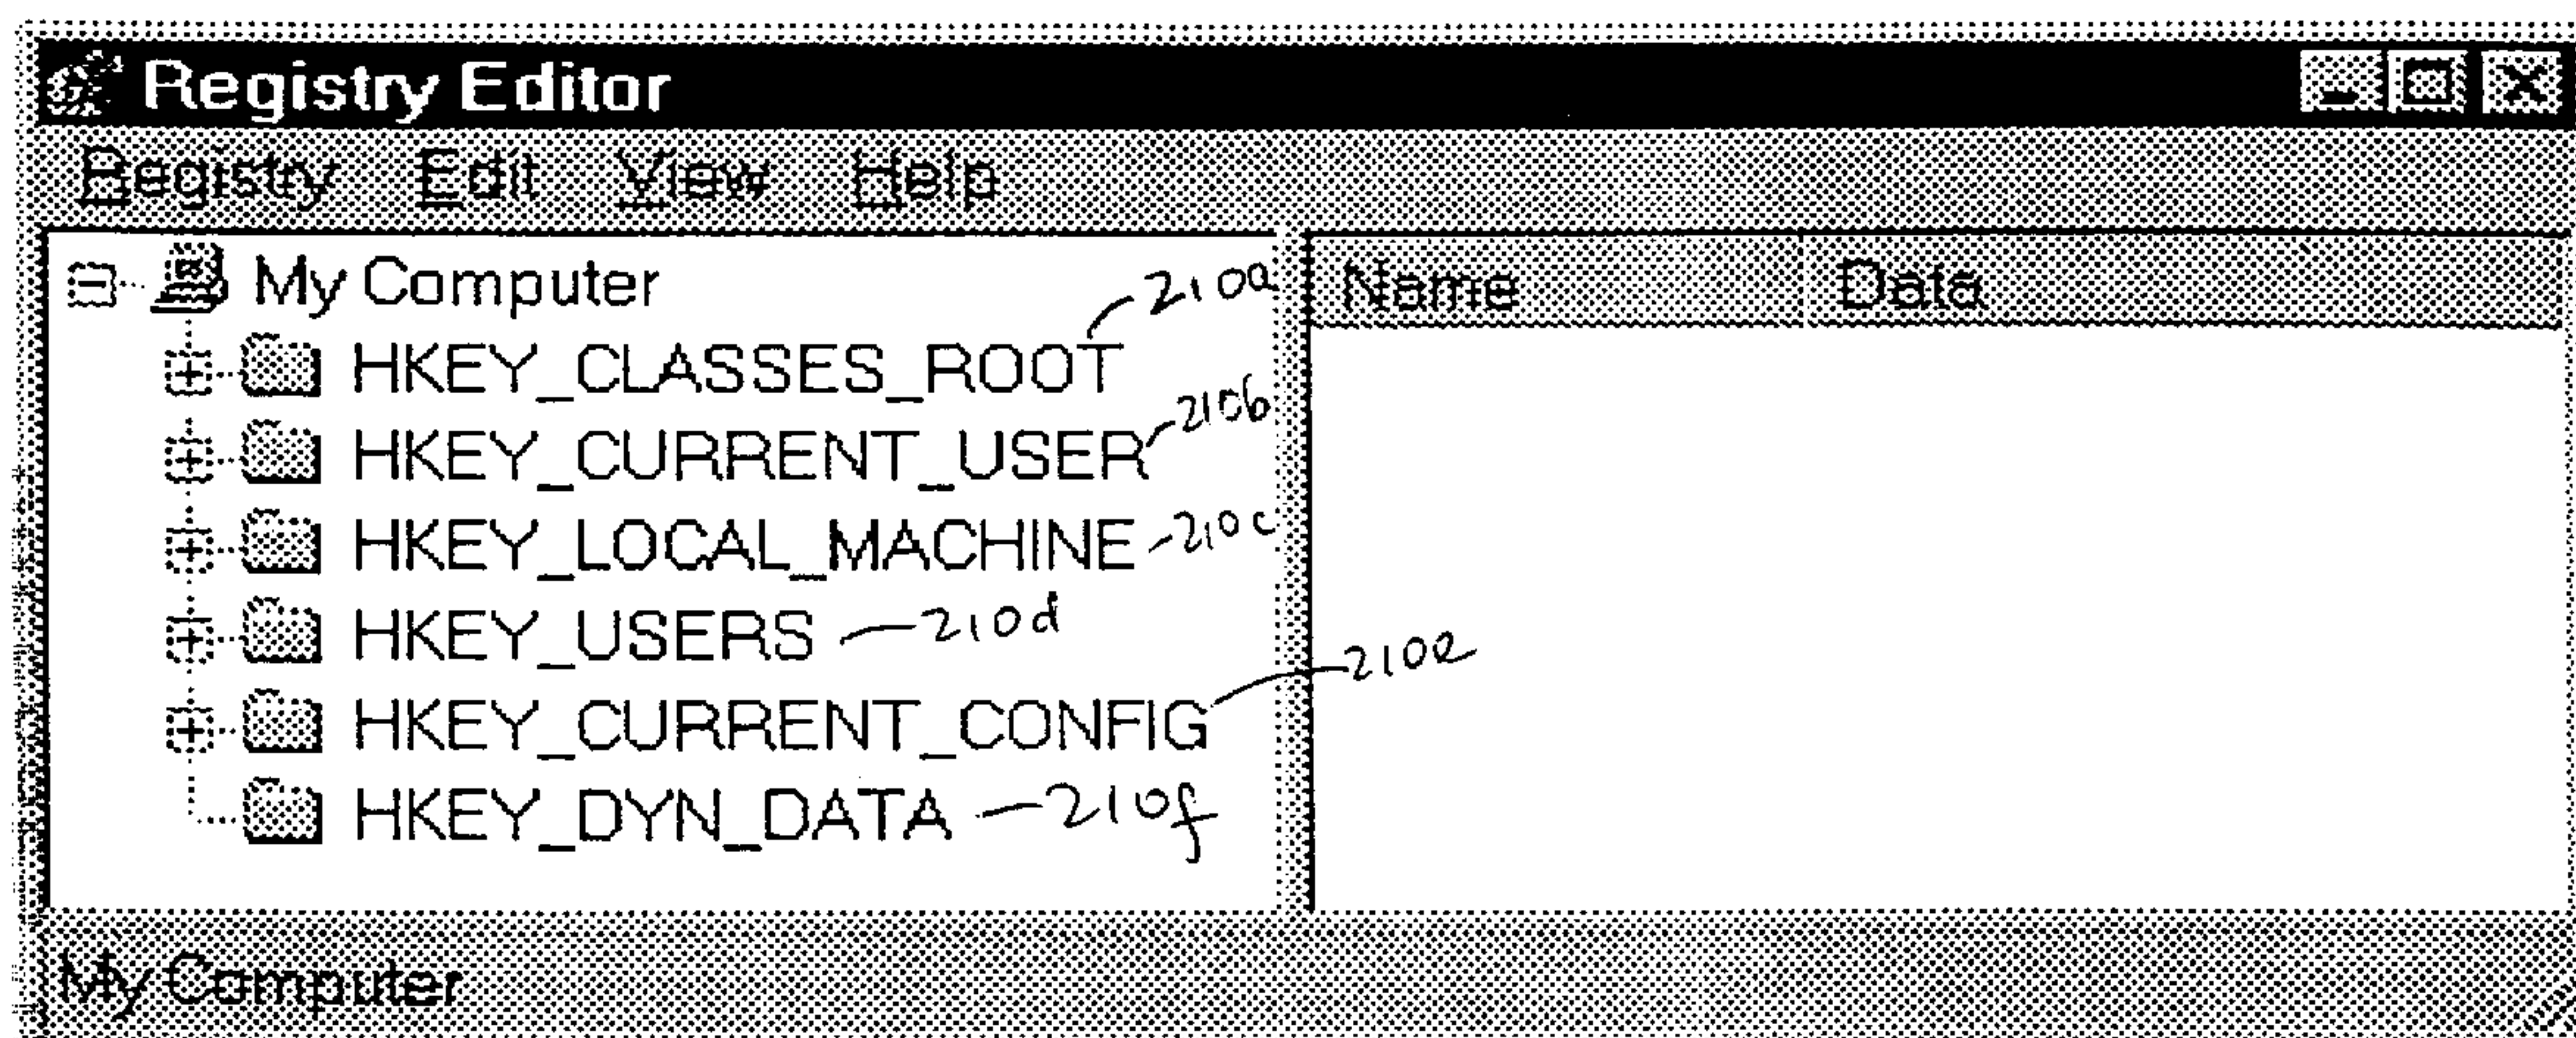 Registry Editor
Registry Edit View Help
My Computer
Name Data
HKEY_CLASSES_ROOT 210a
HKEY_CURRENT_USER 210b
HKEY_LOCAL_MACHINE 210c
HKEY_USERS 210d
HKEY_CURRENT_CONFIG 210e
HKEY_DYN_DATA 210f
My Computer